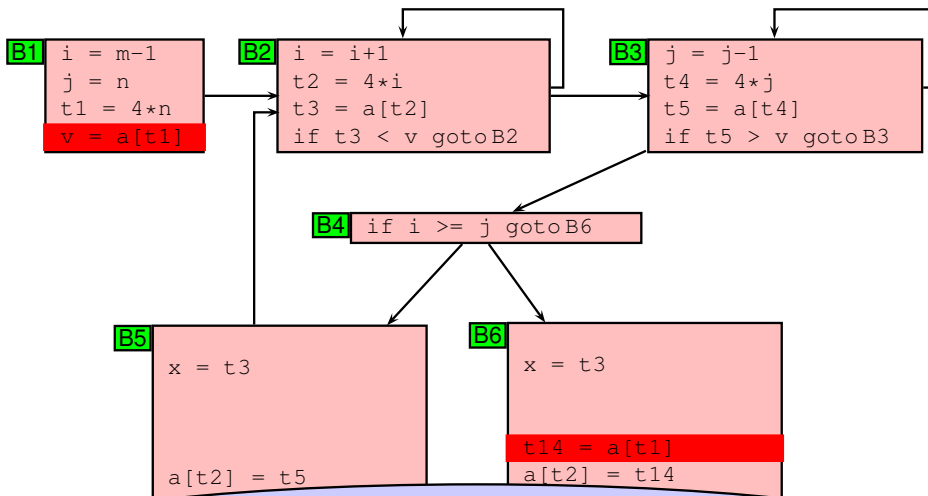 B1
i = m-1
j = n
t1 = 4*n
v = a[t1]
B2
i = i+1
t2 = 4*i
t3 = a[t2]
if t3 < v goto B2
B3
j = j-1
t4 = 4*j
t5 = a[t4]
if t5 > v goto B3
B4
if i >= j goto B6
B5
x = t3
a[t2] = t5
B6
x = t3
t14 = a[t1]
a[t2] = t14